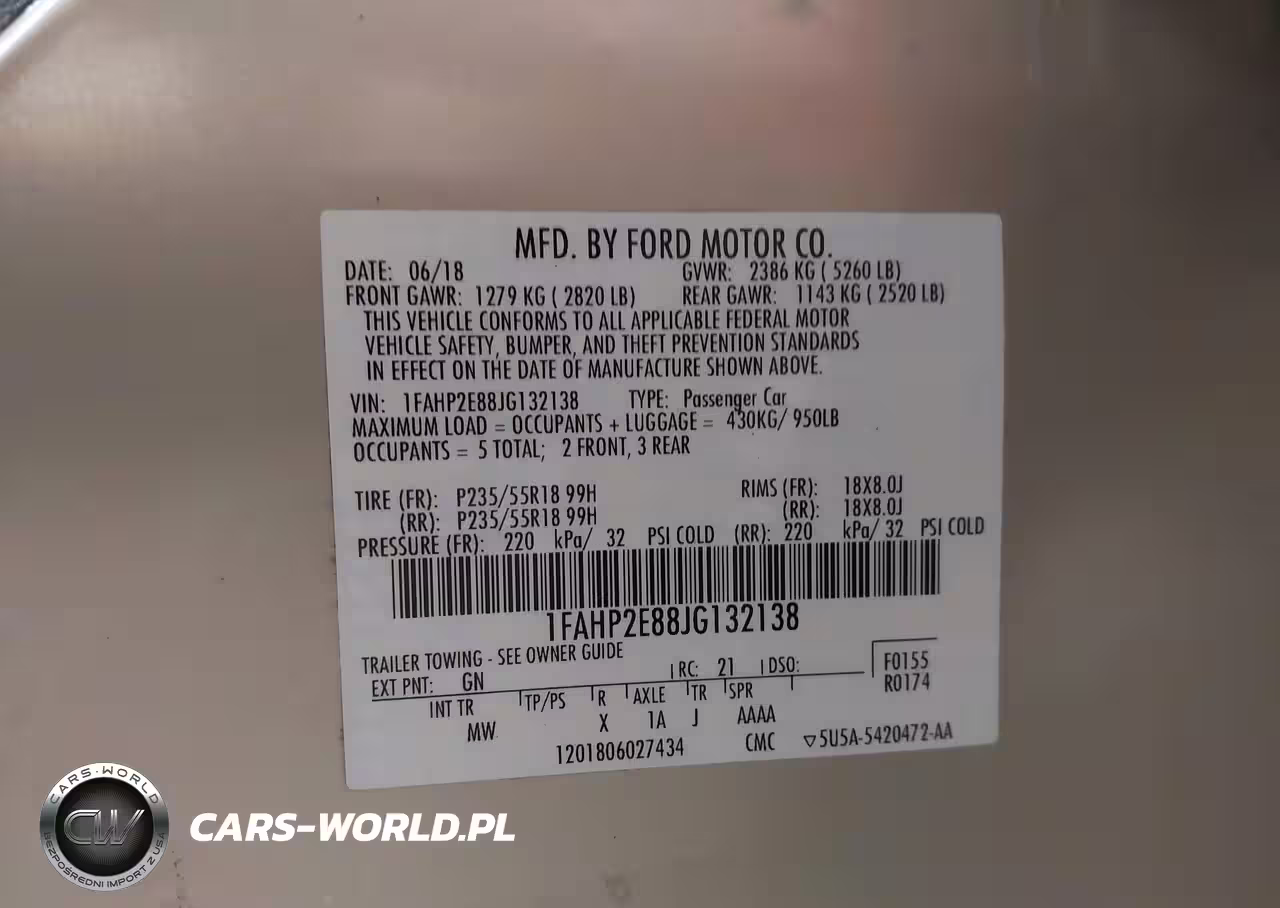 MFD. BY FORD MOTOR CO.
DATE: 06/18 GVWR: 2386 KG ( 5260 LB)
FRONT GAWR: 1279 KG ( 2820 LB) REAR GAWR: 1143 KG ( 2520 LB)
THIS VEHICLE CONFORMS TO ALL APPLICABLE FEDERAL MOTOR
VEHICLE SAFETY, BUMPER, AND THEFT PREVENTION STANDARDS
IN EFFECT ON THE DATE OF MANUFACTURE SHOWN ABOVE.
VIN: 1FAHP2E88JG132138 TYPE: Passenger Car
MAXIMUM LOAD = OCCUPANTS + LUGGAGE = 430KG/ 950LB
OCCUPANTS = 5 TOTAL; 2 FRONT, 3 REAR
TIRE (FR): P235/55R18 99H RIMS (FR): 18X8.0J
(RR): P235/55R18 99H (RR): 18X8.0J
PRESSURE (FR): 220 kPa/ 32 PSI COLD (RR): 220 kPa/ 32 PSI COLD
1FAHP2E88JG132138
TRAILER TOWING - SEE OWNER GUIDE
EXT PNT: GN RC: 21 DSO: F0155
R0174
INT TR TP/PS R AXLE TR SPR
MW X 1A J AAAA
1201806027434 CMC ▽5U5A-5420472-AA
CARS-WORLD
CW
BEZPOŚREDNI IMPORT Z USA
CARS-WORLD.PL